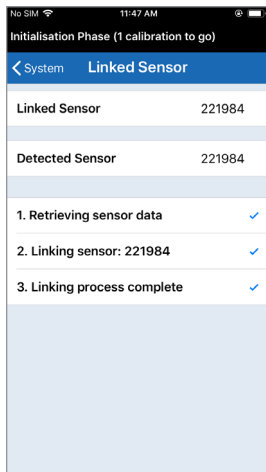 No SIM 11:47 AM
Initialisation Phase (1 calibration to go)
System Linked Sensor
Linked Sensor 221984
Detected Sensor 221984
1. Retrieving sensor data
2. Linking sensor: 221984
3. Linking process complete